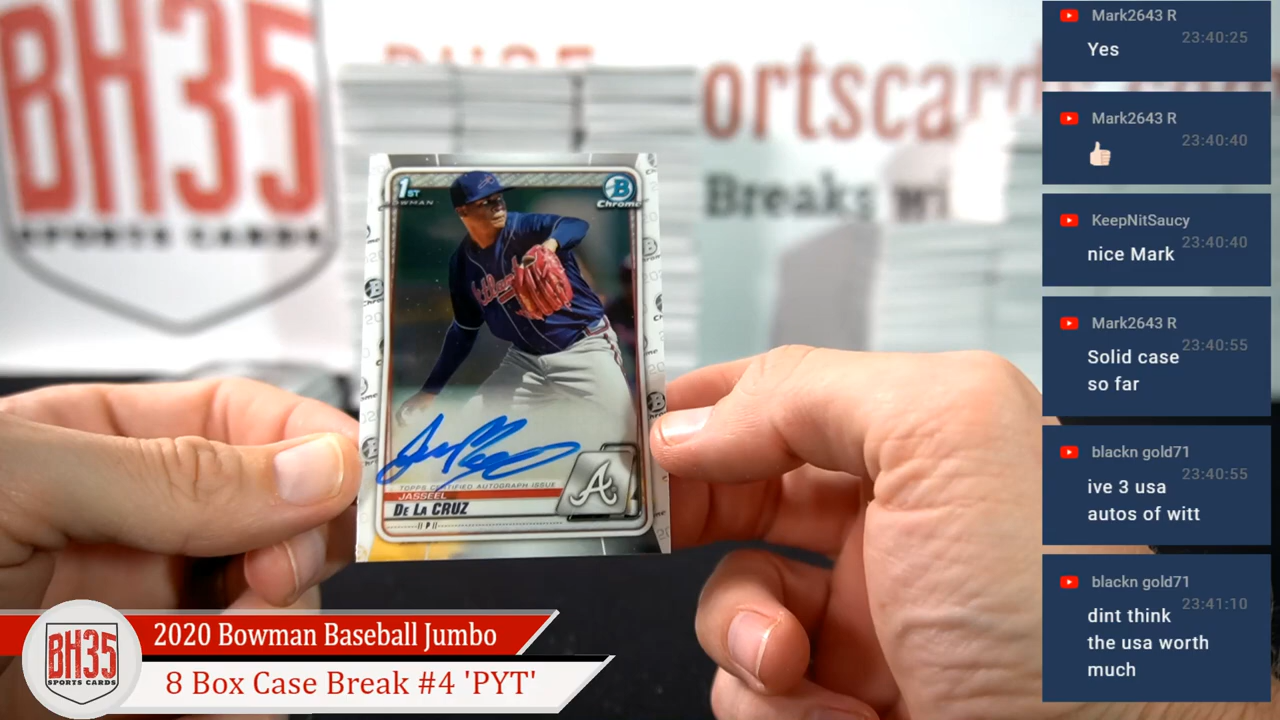 BH35
SPORTS CARDS
ortscards
Breaks wi
1ST
BOWMAN
B
Chrome
Atlanta
TOPPS CERTIFIED AUTOGRAPH ISSUE
JASSEEL
DE LA CRUZ
P
A
BH35
SPORTS CARDS
2020 Bowman Baseball Jumbo
8 Box Case Break #4 'PYT'
Mark2643 R
23:40:25
Yes
Mark2643 R
23:40:40
👍🏻
KeepNitSaucy
23:40:40
nice Mark
Mark2643 R
23:40:55
Solid case
so far
blackn gold71
23:40:55
ive 3 usa
autos of witt
blackn gold71
23:41:10
dint think
the usa worth
much